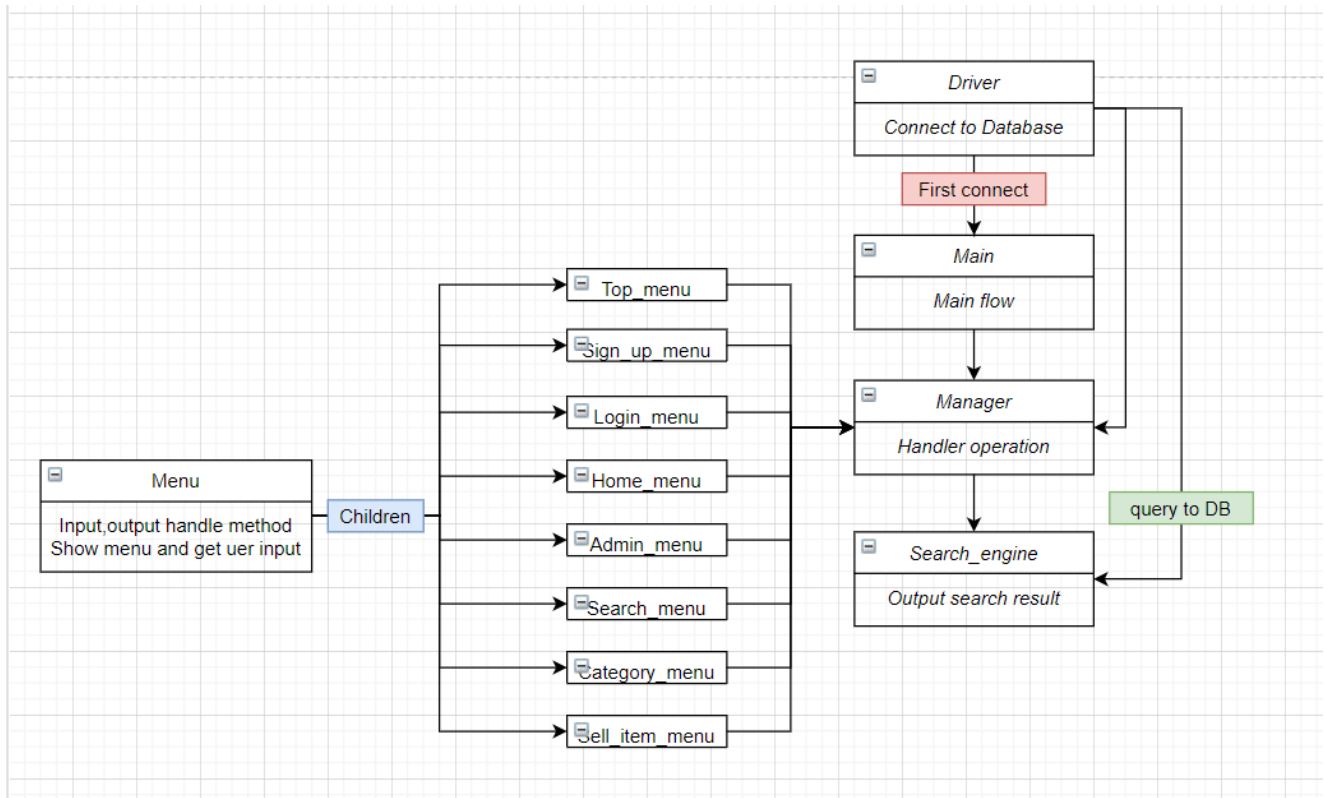 Driver
Connect to Database
First connect
Main
Main flow
Top_menu
Sign_up_menu
Manager
Login_menu
Handler operation
Home_menu
Menu
Input,output handle method
Show menu and get uer input
Children
query to DB
Admin_menu
Search_engine
Output search result
Search_menu
Category_menu
Sell_item_menu